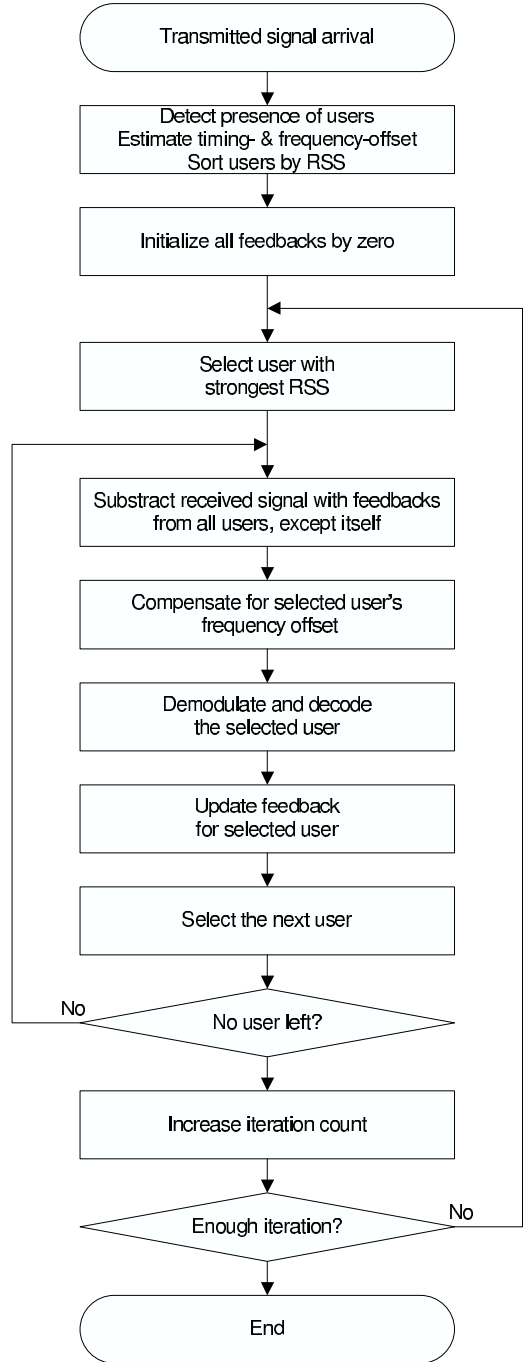 Transmitted signal arrival
Detect presence of users
Estimate timing- & frequency-offset
Sort users by RSS
Initialize all feedbacks by zero
Select user with
strongest RSS
Substract received signal with feedbacks
from all users, except itself
Compensate for selected user's
frequency offset
Demodulate and decode
the selected user
Update feedback
for selected user
Select the next user
No
No user left?
Increase iteration count
No
Enough iteration?
End